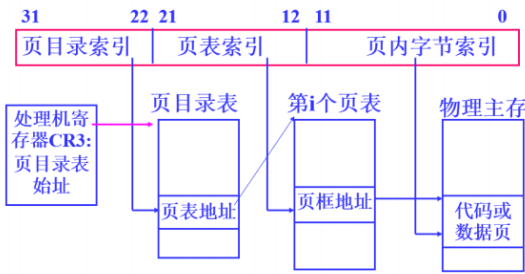 31 22 21 12 11 0
页目录索引 页表索引 页内字节索引
页目录表 第i个页表 物理主存
处理机寄
存器CR3:
页目录表
始址
页表地址
页框地址
代码或
数据页